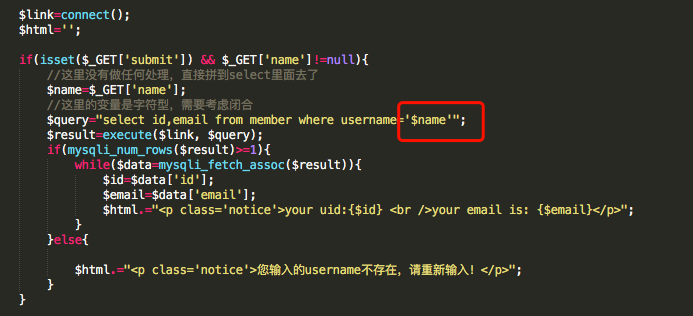 $link=connect();
$html='';
if(isset($_GET['submit']) && $_GET['name']!=null){
//这里没有做任何处理，直接拼到select里面去了
$name=$_GET['name'];
//这里的变量是字符型，需要考虑闭合
$query="select id,email from member where username='$name'";
$result=execute($link, $query);
if(mysqli_num_rows($result)>=1){
while($data=mysqli_fetch_assoc($result)){
$id=$data['id'];
$email=$data['email'];
$html.="<p class='notice'>your uid:{$id} <br />your email is: {$email}</p>";
}
}else{
$html.="<p class='notice'>您输入的username不存在，请重新输入！</p>";
}
}